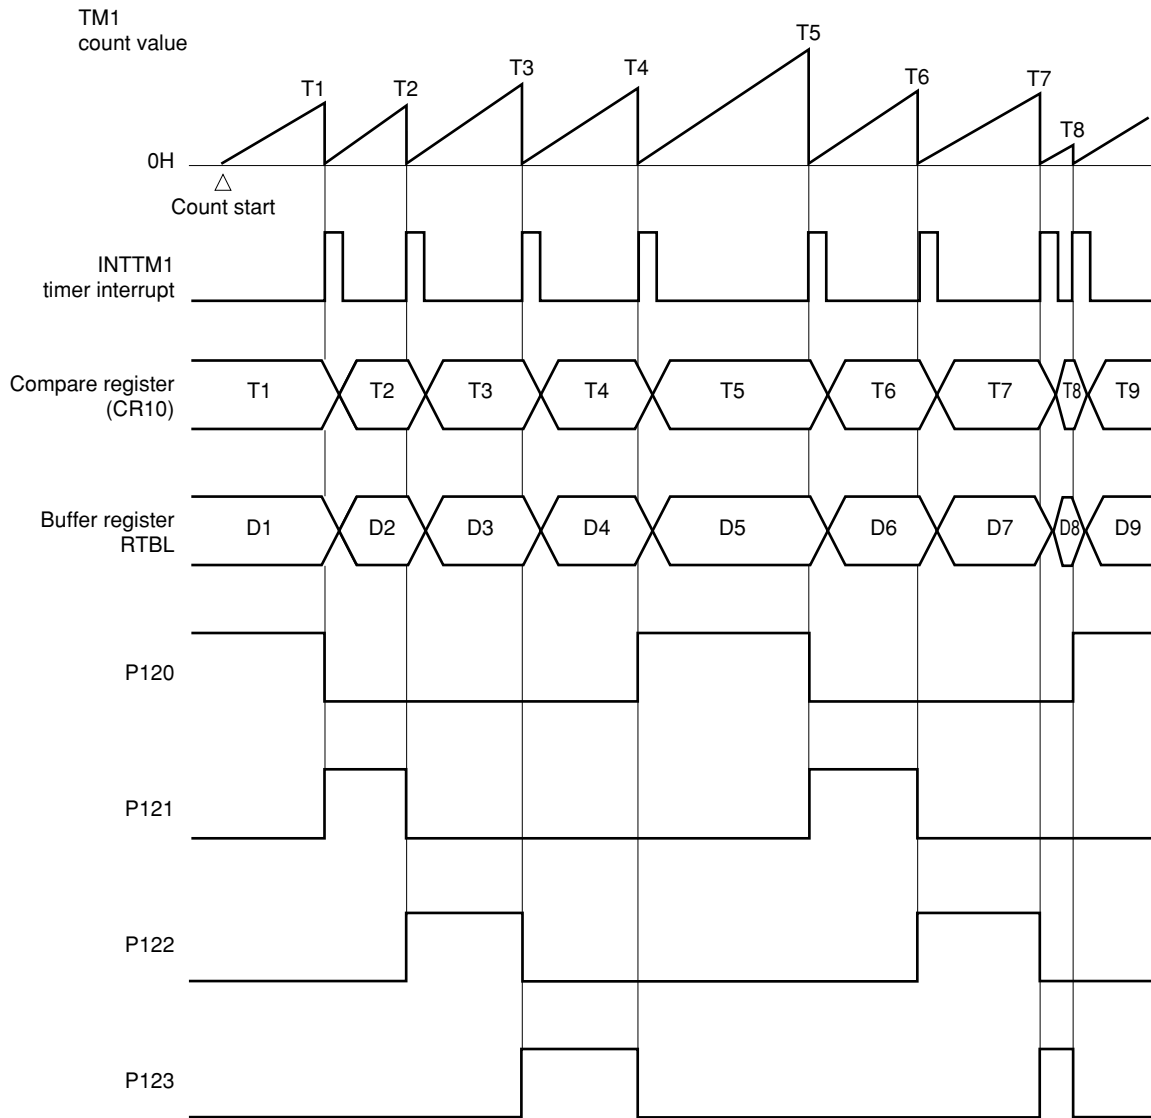 TM1
count value
T1 T2 T3 T4 T5 T6 T7 T8
0H
△
Count start
INTTM1
timer interrupt
Compare register
(CR10)
T1 T2 T3 T4 T5 T6 T7 T8 T9
Buffer register
RTBL
D1 D2 D3 D4 D5 D6 D7 D8 D9
P120
P121
P122
P123